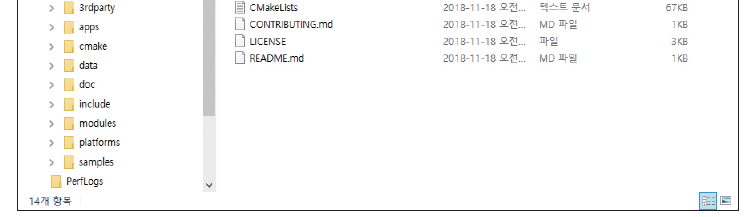 3rdparty
apps
cmake
data
doc
include
modules
platforms
samples
PerfLogs
CMakeLists 2018-11-18 오전... 텍스트 문서 67KB
CONTRIBUTING.md 2018-11-18 오전... MD 파일 1KB
LICENSE 2018-11-18 오전... 파일 3KB
README.md 2018-11-18 오전... MD 파일 1KB
14개 항목